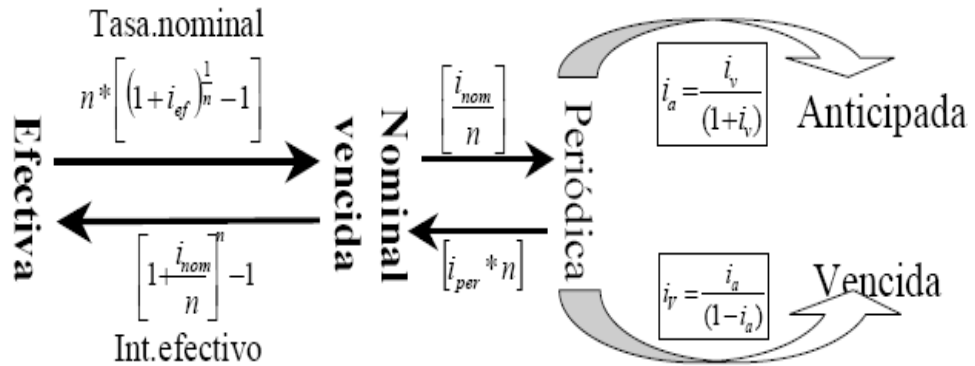 Tasa.nominal
n*[(1+i_ef)^(1/n) -1]
Efectiva
[1+ i_nom/n]^n -1
Int.efectivo
Nominal
vencida
[i_nom/n]
[i_per *n]
Periódica
i_a = i_v/(1+i_v)
Anticipada
i_V = i_a/(1-i_a)
Vencida